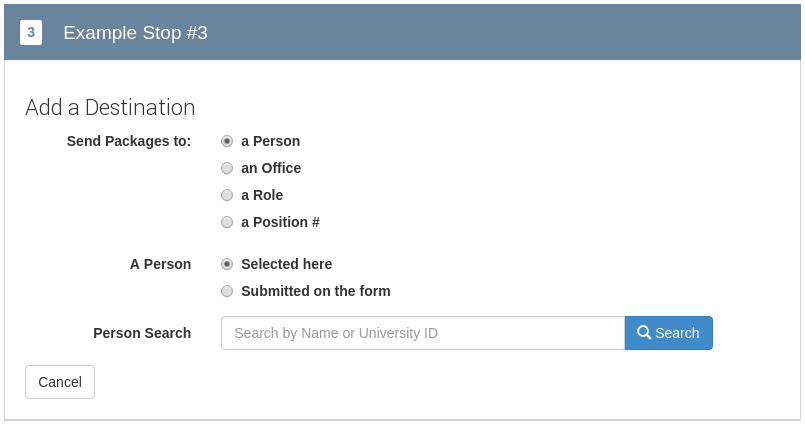 3 Example Stop #3
Add a Destination
Send Packages to: a Person
an Office
a Role
a Position #
A Person Selected here
Submitted on the form
Person Search Search by Name or University ID Search
Cancel